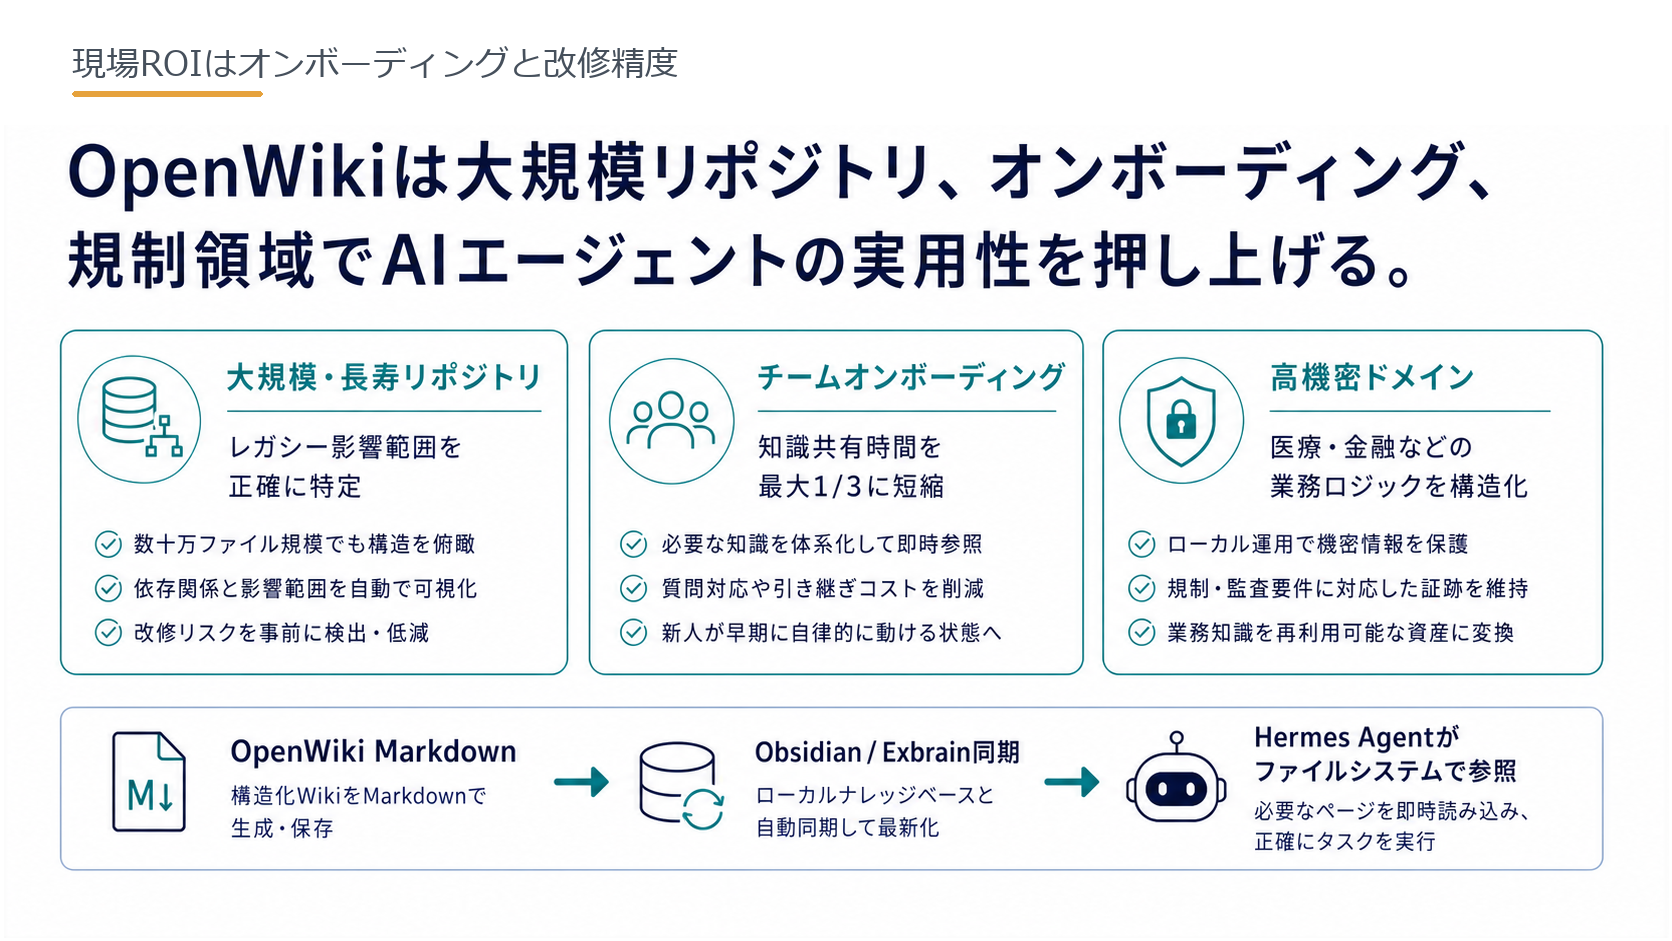 現場ROIはオンボーディングと改修精度
OpenWikiは大規模リポジトリ、オンボーディング、
規制領域でAIエージェントの実用性を押し上げる。
大規模・長寿リポジトリ
レガシー影響範囲を
正確に特定
数十万ファイル規模でも構造を俯瞰
依存関係と影響範囲を自動で可視化
改修リスクを事前に検出・低減
チームオンボーディング
知識共有時間を
最大1/3に短縮
必要な知識を体系化して即時参照
質問対応や引き継ぎコストを削減
新人が早期に自律的に動ける状態へ
高機密ドメイン
医療・金融などの
業務ロジックを構造化
ローカル運用で機密情報を保護
規制・監査要件に対応した証跡を維持
業務知識を再利用可能な資産に変換
M↓
OpenWiki Markdown
構造化WikiをMarkdownで
生成・保存
Obsidian / Exbrain同期
ローカルナレッジベースと
自動同期して最新化
Hermes Agentが
ファイルシステムで参照
必要なページを即時読み込み、
正確にタスクを実行